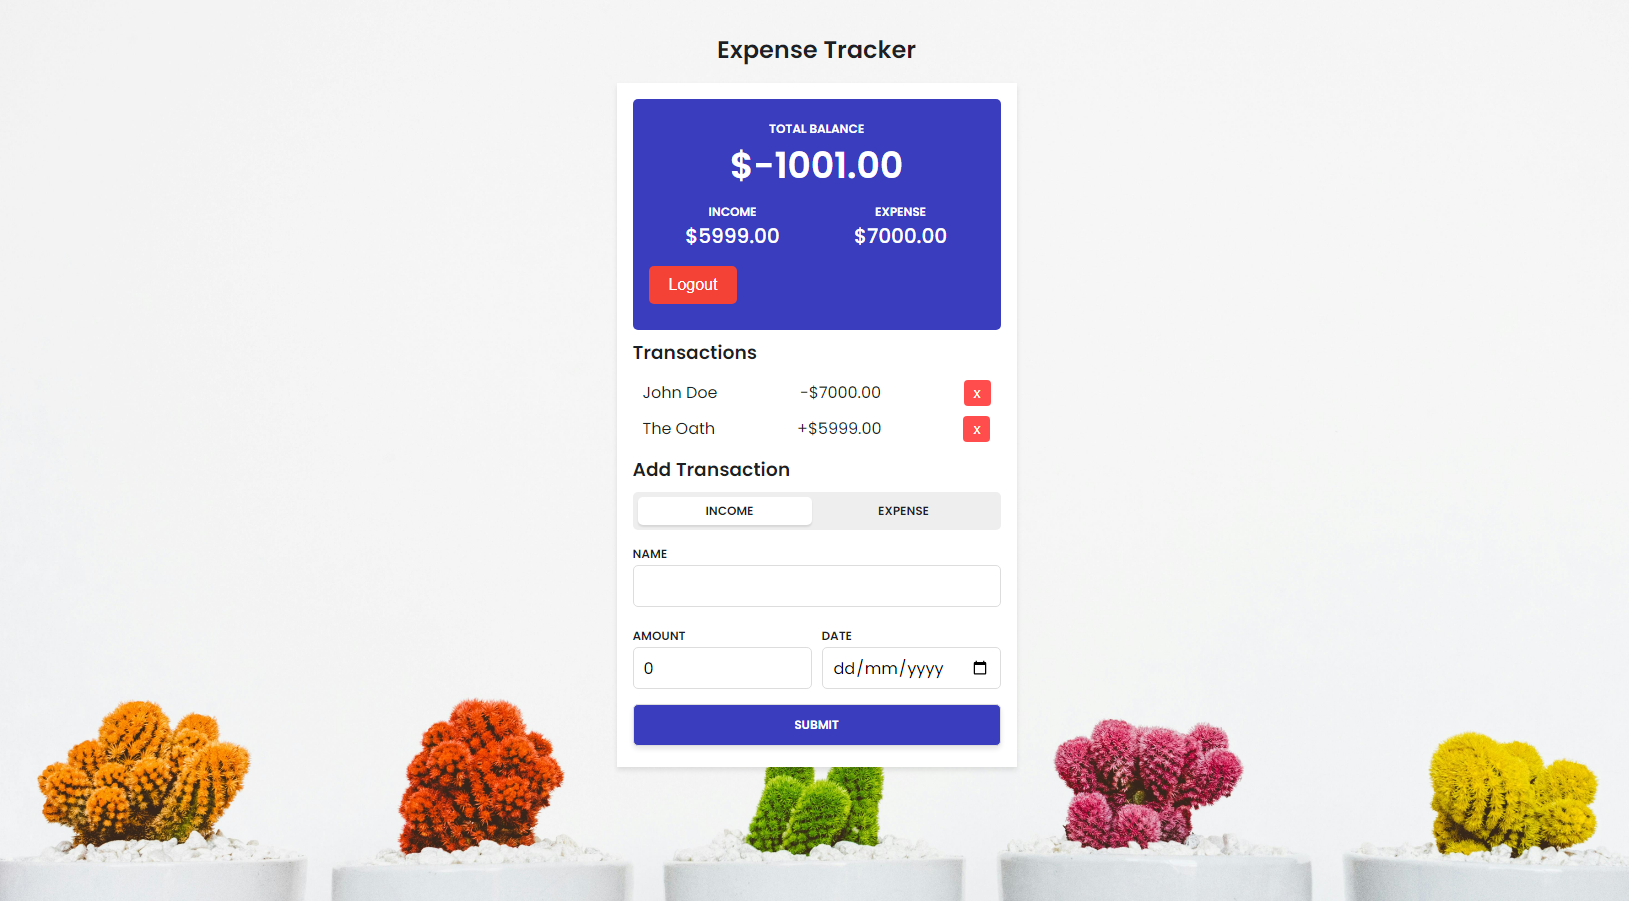 Expense Tracker
TOTAL BALANCE
$-1001.00
INCOME EXPENSE
$5999.00 $7000.00
Logout
Transactions
John Doe -$7000.00 x
The Oath +$5999.00 x
Add Transaction
INCOME EXPENSE
NAME
AMOUNT DATE
0 dd/mm/yyyy
SUBMIT